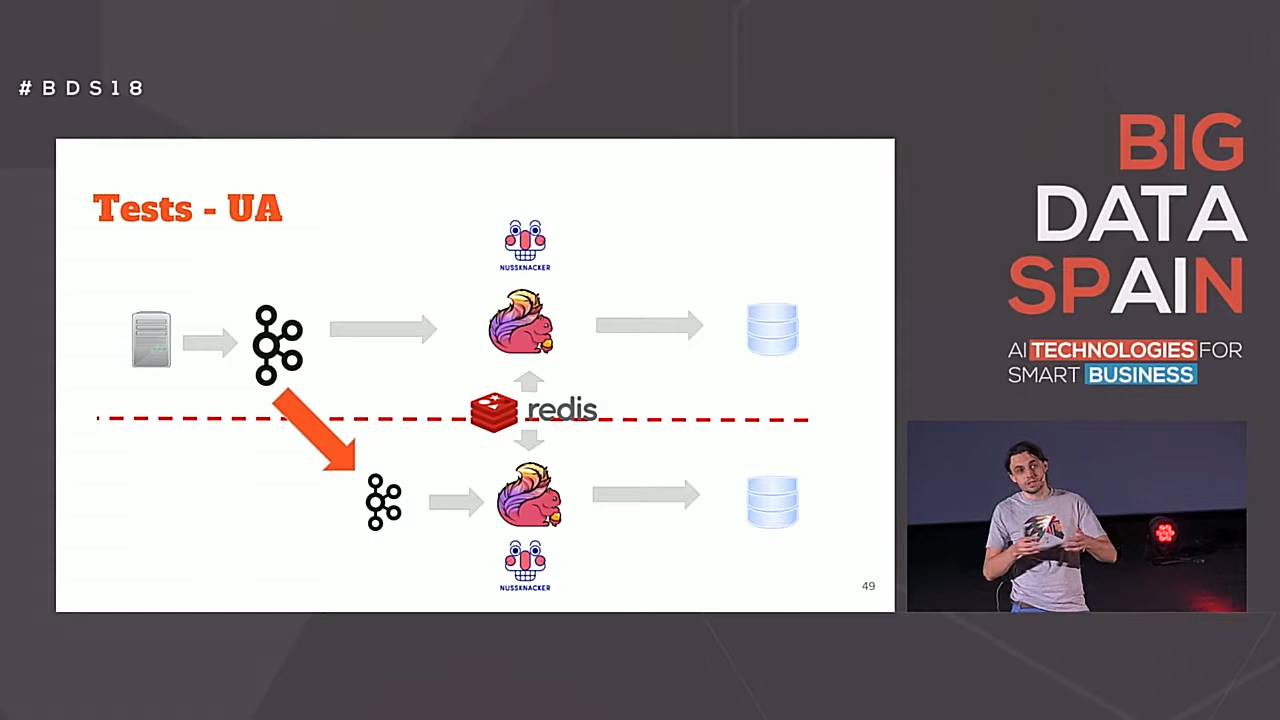 #BDS18
Tests - UA
NUSSKNACKER
redis
NUSSKNACKER
49
BIG
DATA
SPAIN
AI TECHNOLOGIES FOR
SMART BUSINESS